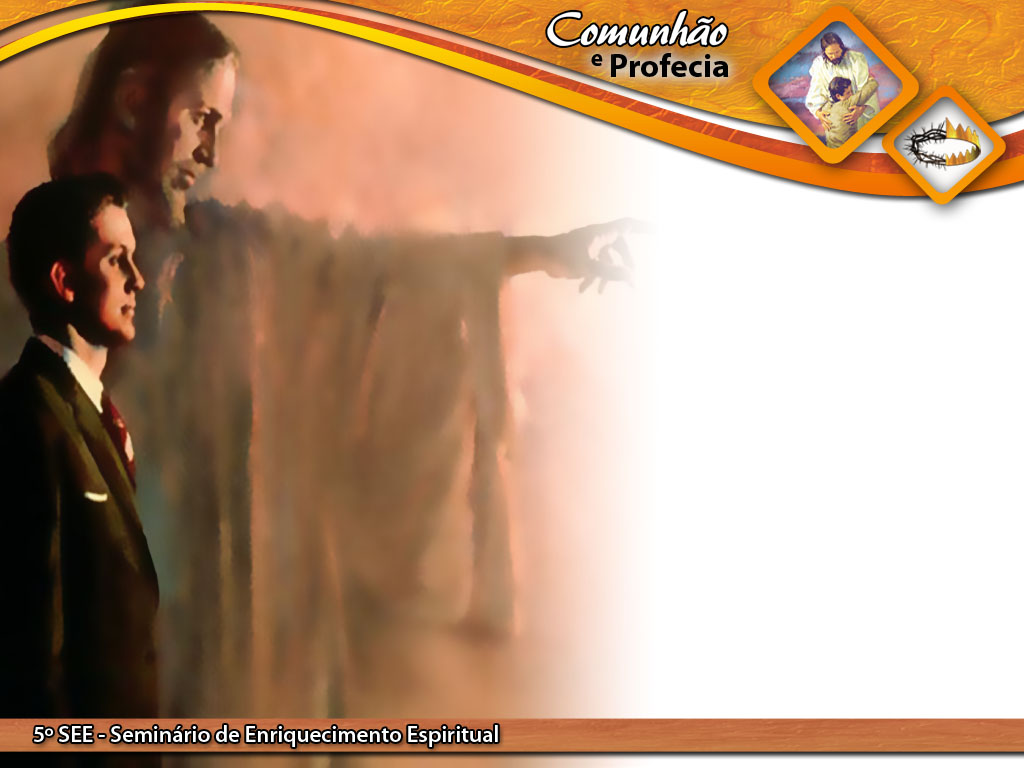 Comunhão
e Profecia
5º SEE - Seminário de Enriquecimento Espiritual